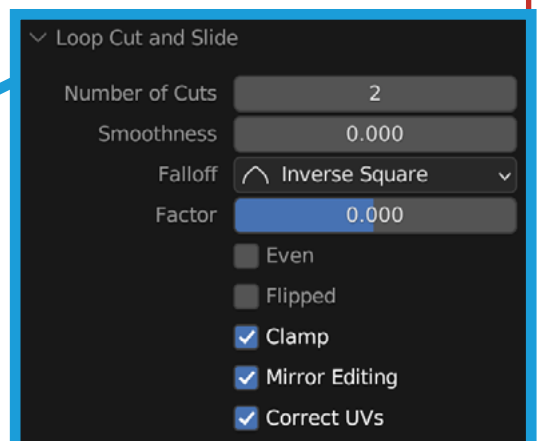 Loop Cut and Slide
Number of Cuts 2
Smoothness 0.000
Falloff Inverse Square
Factor 0.000
Even
Flipped
Clamp
Mirror Editing
Correct UVs